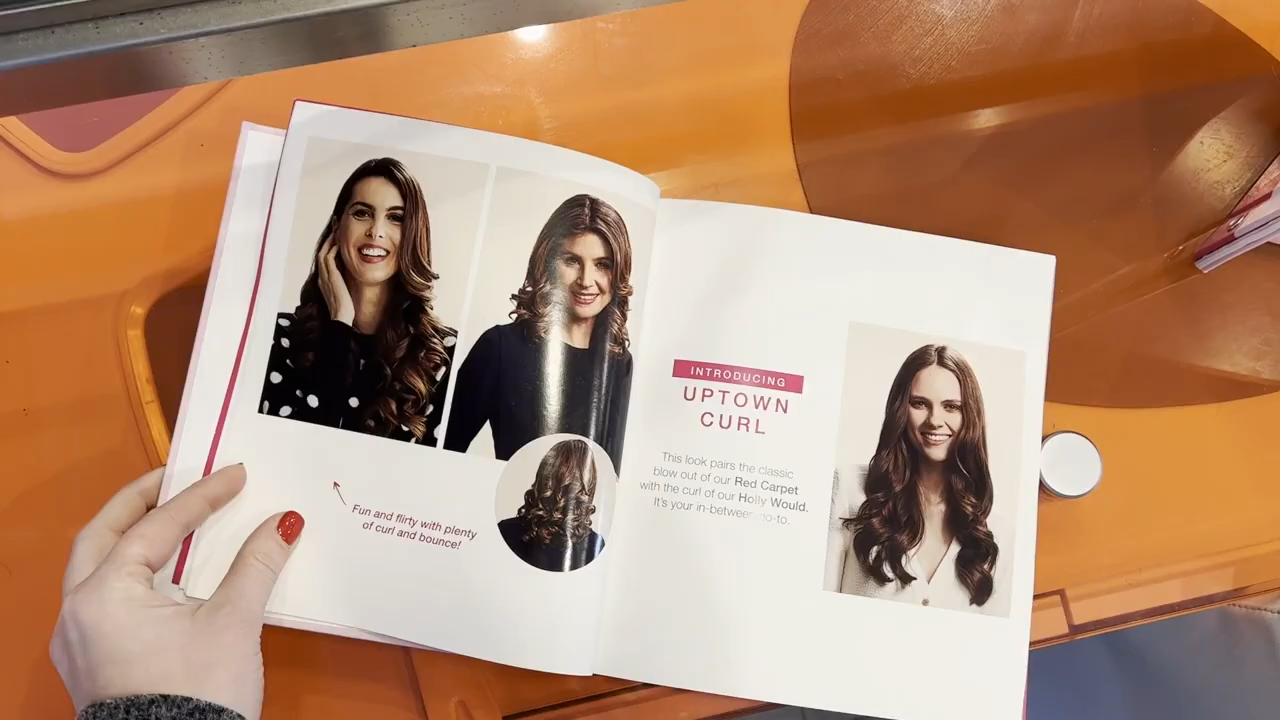 Fun and flirty with plenty
of curl and bounce!
INTRODUCING
UPTOWN
CURL
This look pairs the classic
blow out of our Red Carpet
with the curl of our Holly Would.
It's your in-between go-to.